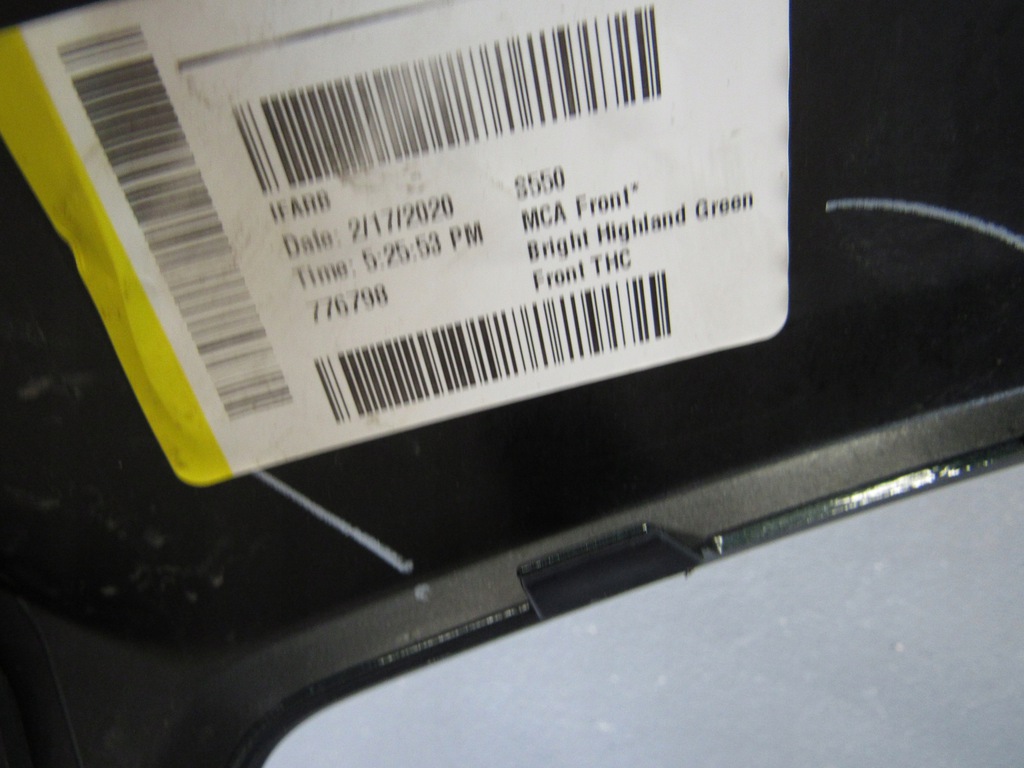 IFARB
Date: 2/17/2020
Time: 5:25:53 PM
776798
S550
MCA Front*
Bright Highland Green
Front THC